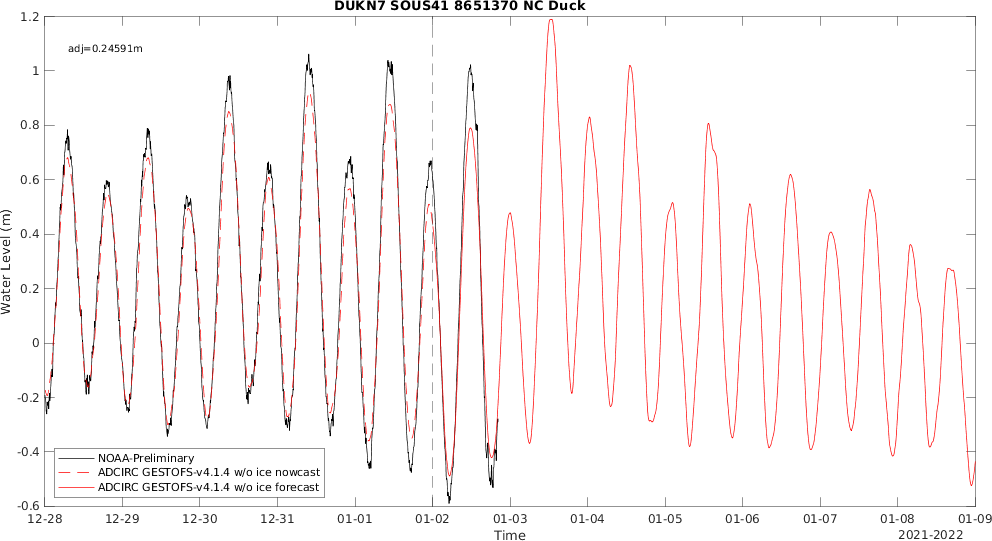 DUKN7 SOUS41 8651370 NC Duck
adj=0.24591m
Water Level (m)
1.2
1
0.8
0.6
0.4
0.2
0
-0.2
-0.4
-0.6
NOAA-Preliminary
ADCIRC GESTOFS-v4.1.4 w/o ice nowcast
ADCIRC GESTOFS-v4.1.4 w/o ice forecast
12-28 12-29 12-30 12-31 01-01 01-02 01-03 01-04 01-05 01-06 01-07 01-08 01-09
Time
2021-2022